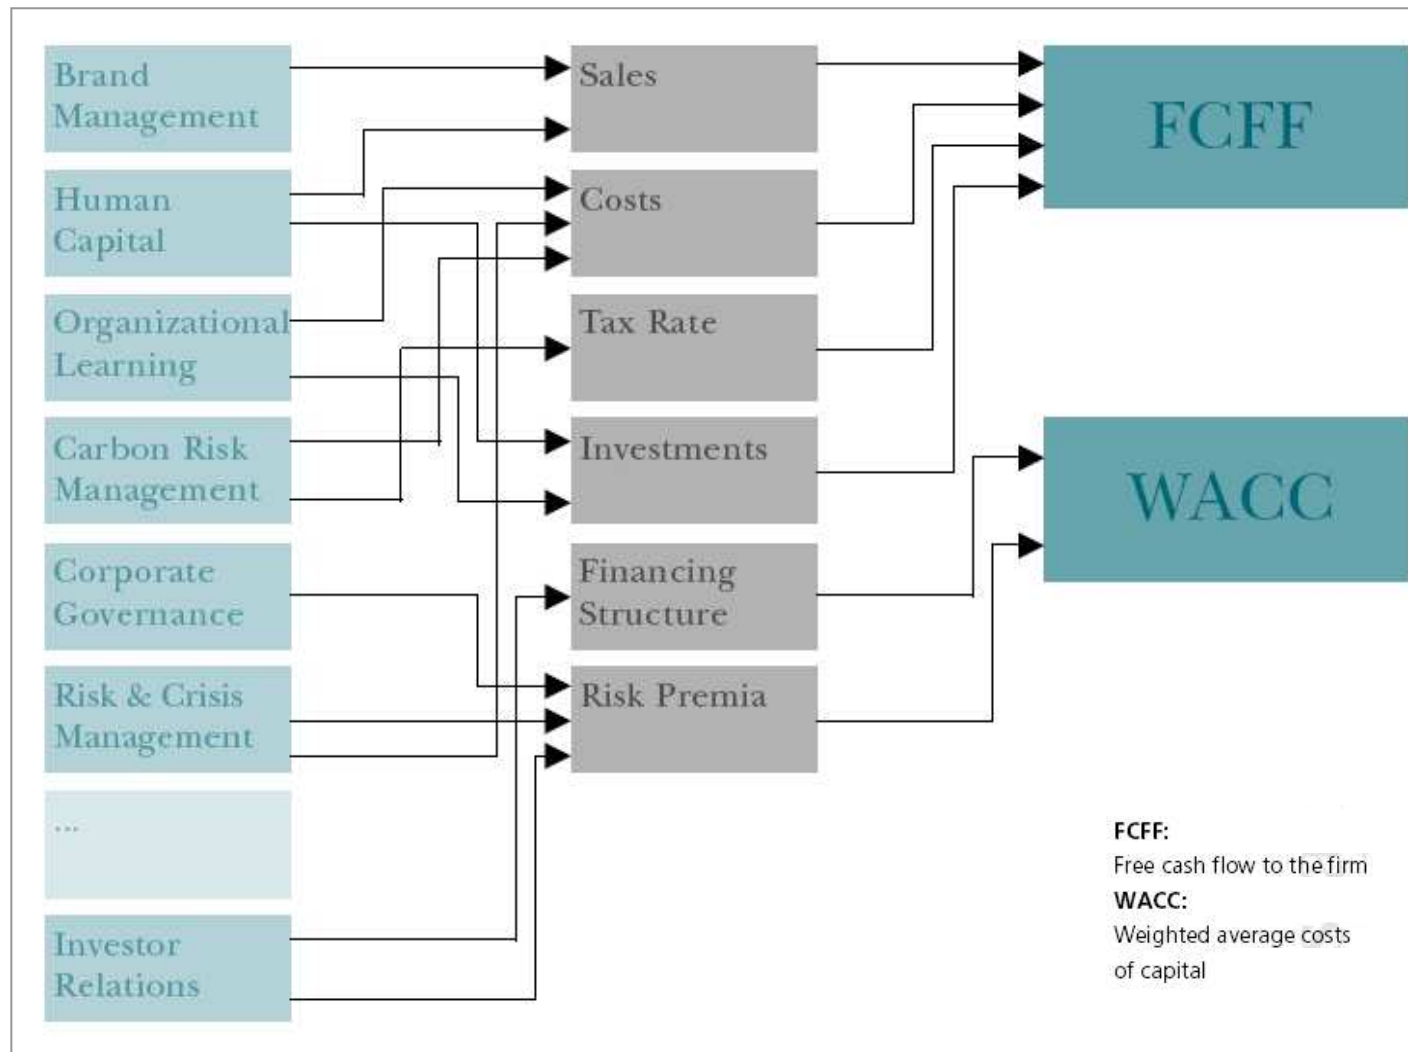 Brand
Management
Human
Capital
Organizational
Learning
Carbon Risk
Management
Corporate
Governance
Risk & Crisis
Management
...
Investor
Relations
Sales
Costs
Tax Rate
Investments
Financing
Structure
Risk Premia
FCFF
WACC
FCFF:
Free cash flow to the firm
WACC:
Weighted average costs
of capital